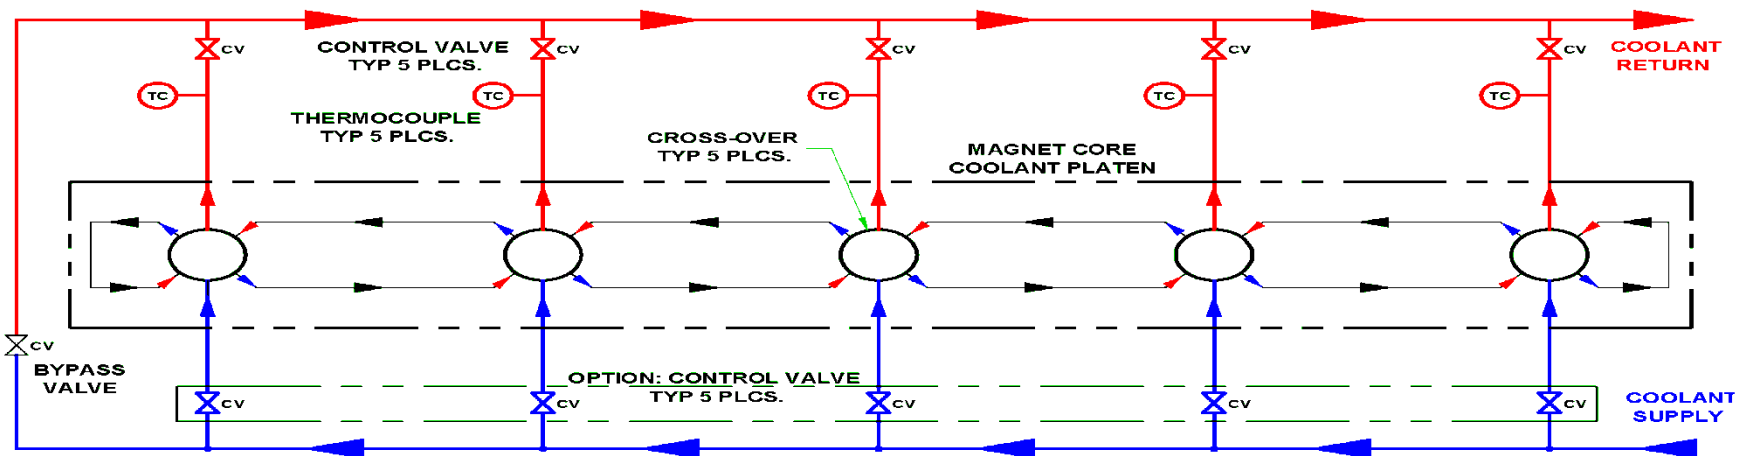 CV
CV
CV
CV
CV
CONTROL VALVE
TYP 5 PLCS.
COOLANT
RETURN
TC
TC
TC
TC
TC
THERMOCOUPLE
TYP 5 PLCS.
CROSS-OVER
TYP 5 PLCS.
MAGNET CORE
COOLANT PLATEN
CV
BYPASS
VALVE
OPTION: CONTROL VALVE
TYP 5 PLCS.
CV
CV
CV
CV
CV
COOLANT
SUPPLY